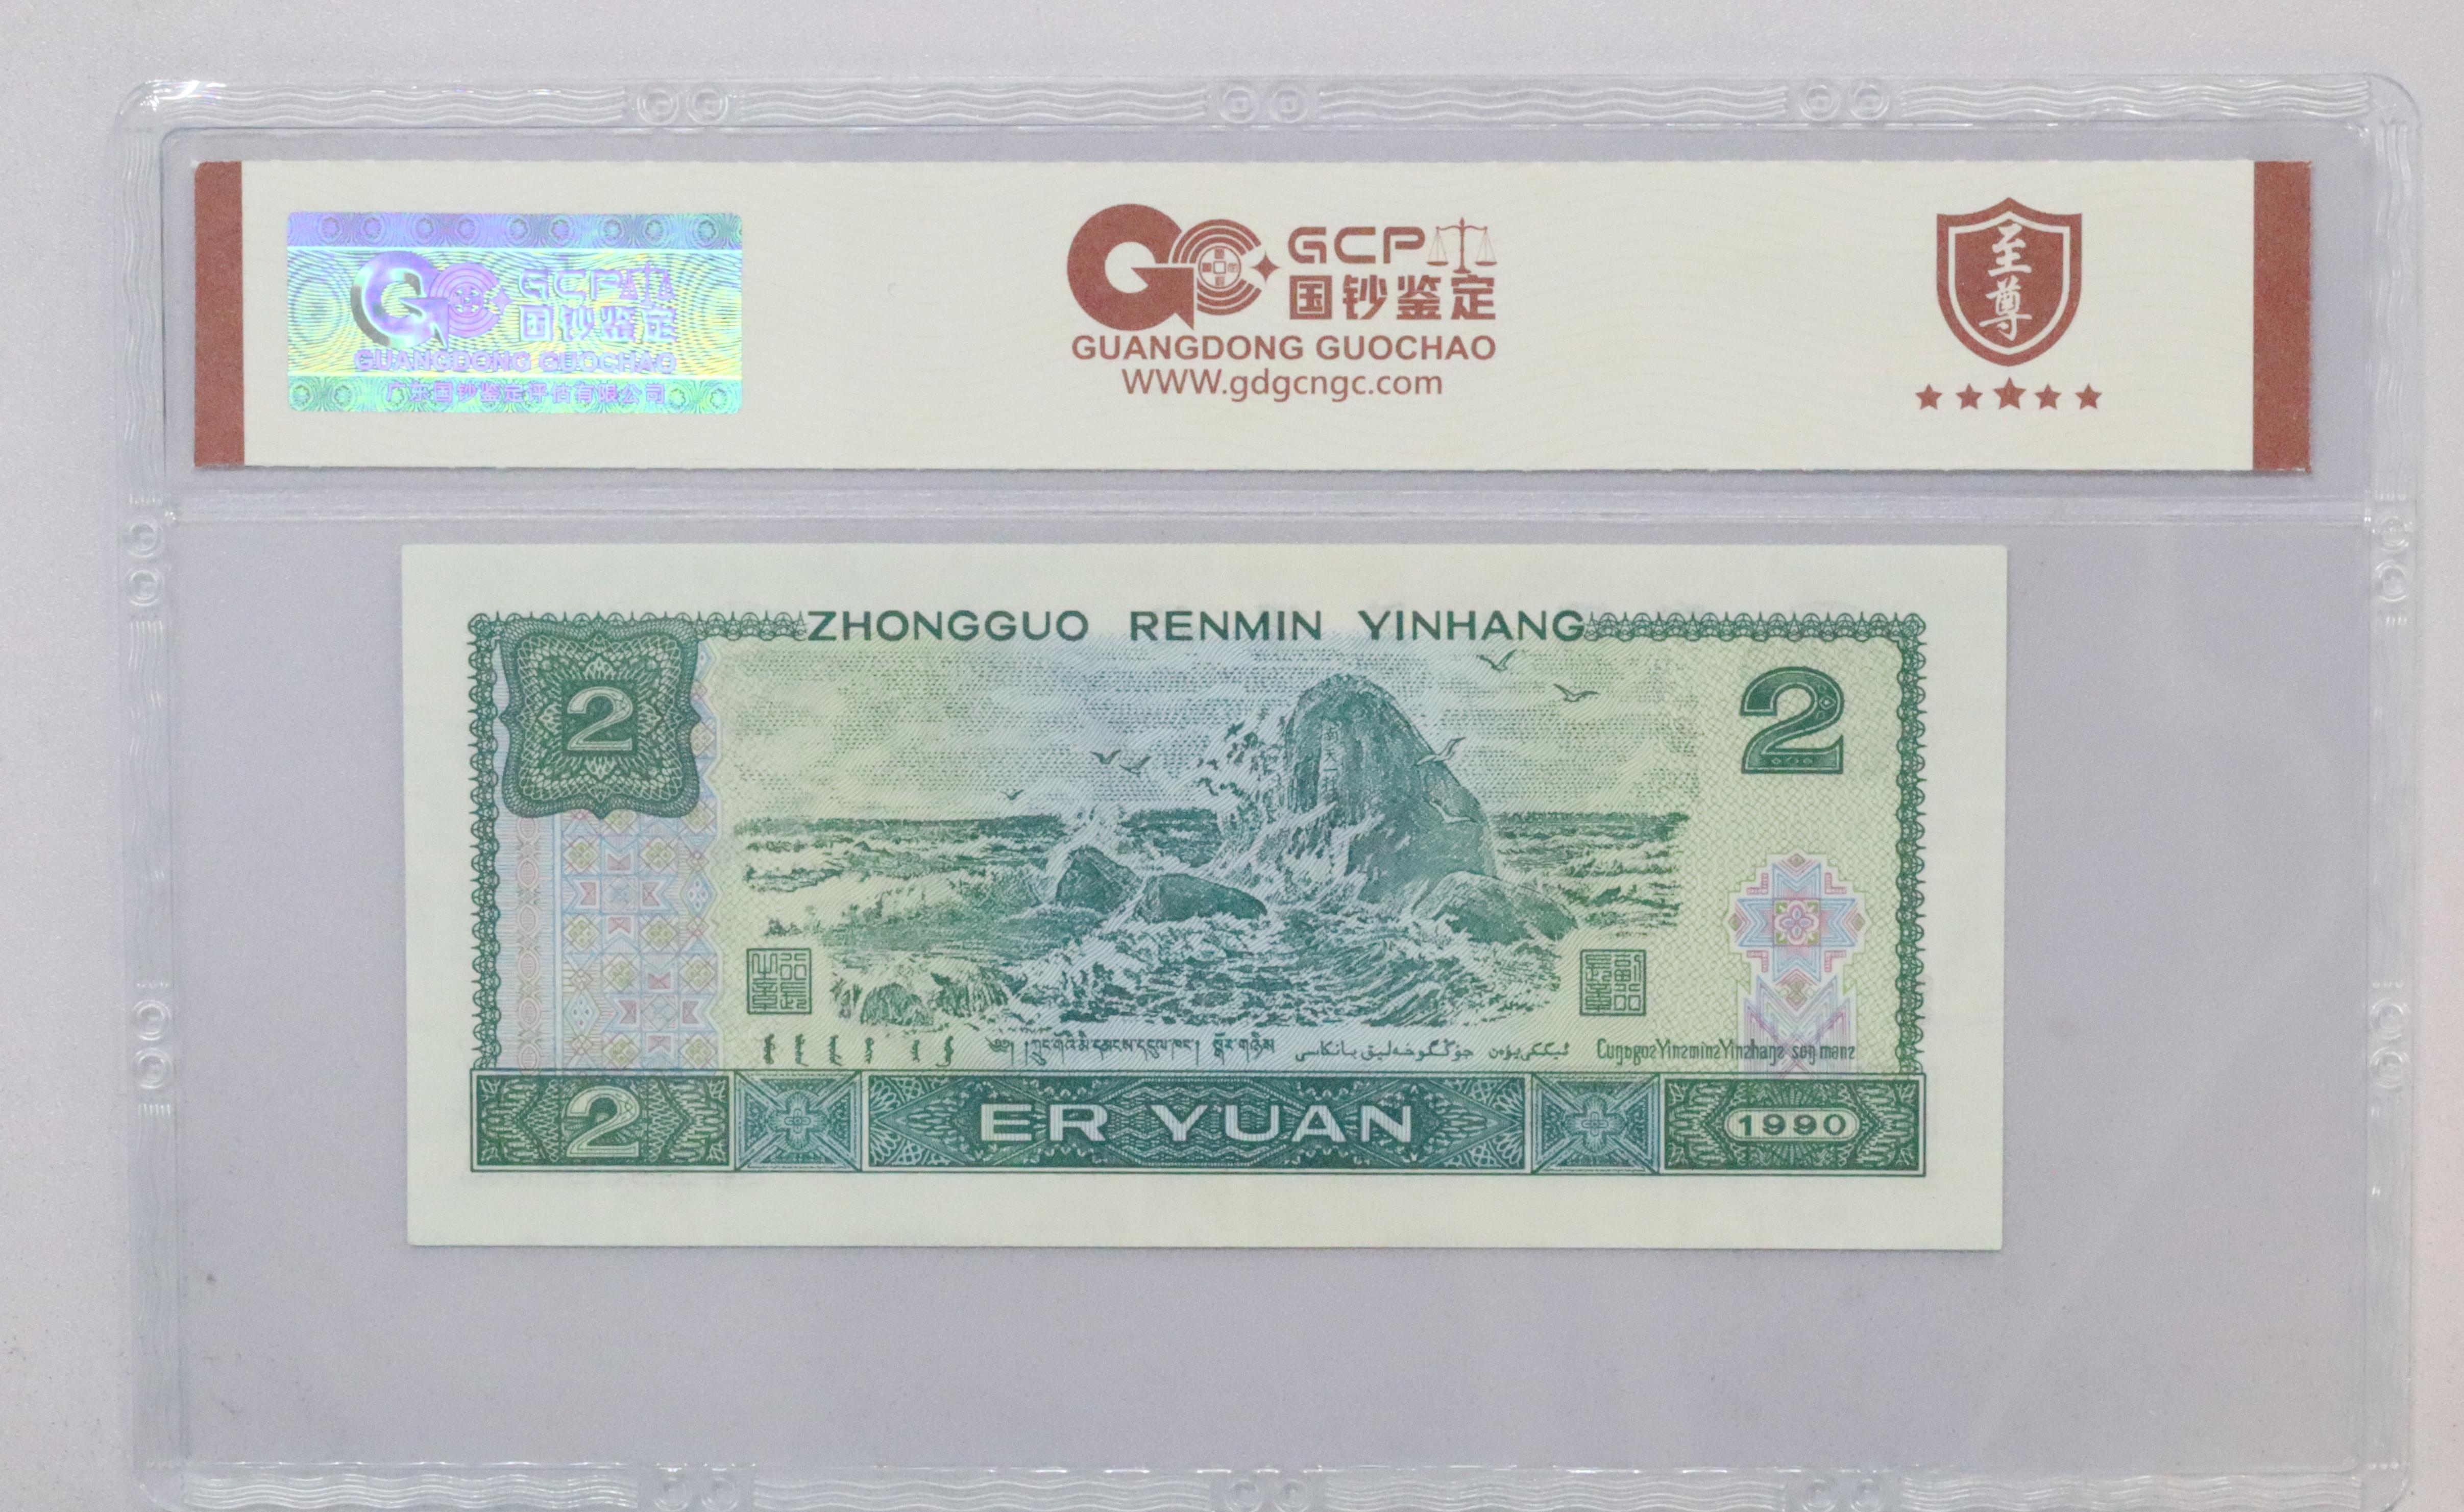 GCP
国钞鉴定
GUANGDONG GUOCHAO
广东国钞鉴定评估有限公司
GCP
国钞鉴定
GUANGDONG GUOCHAO
WWW.gdgcngc.com
至尊
ZHONGGUO RENMIN YINHANG
2
2
2
ER YUAN
1990